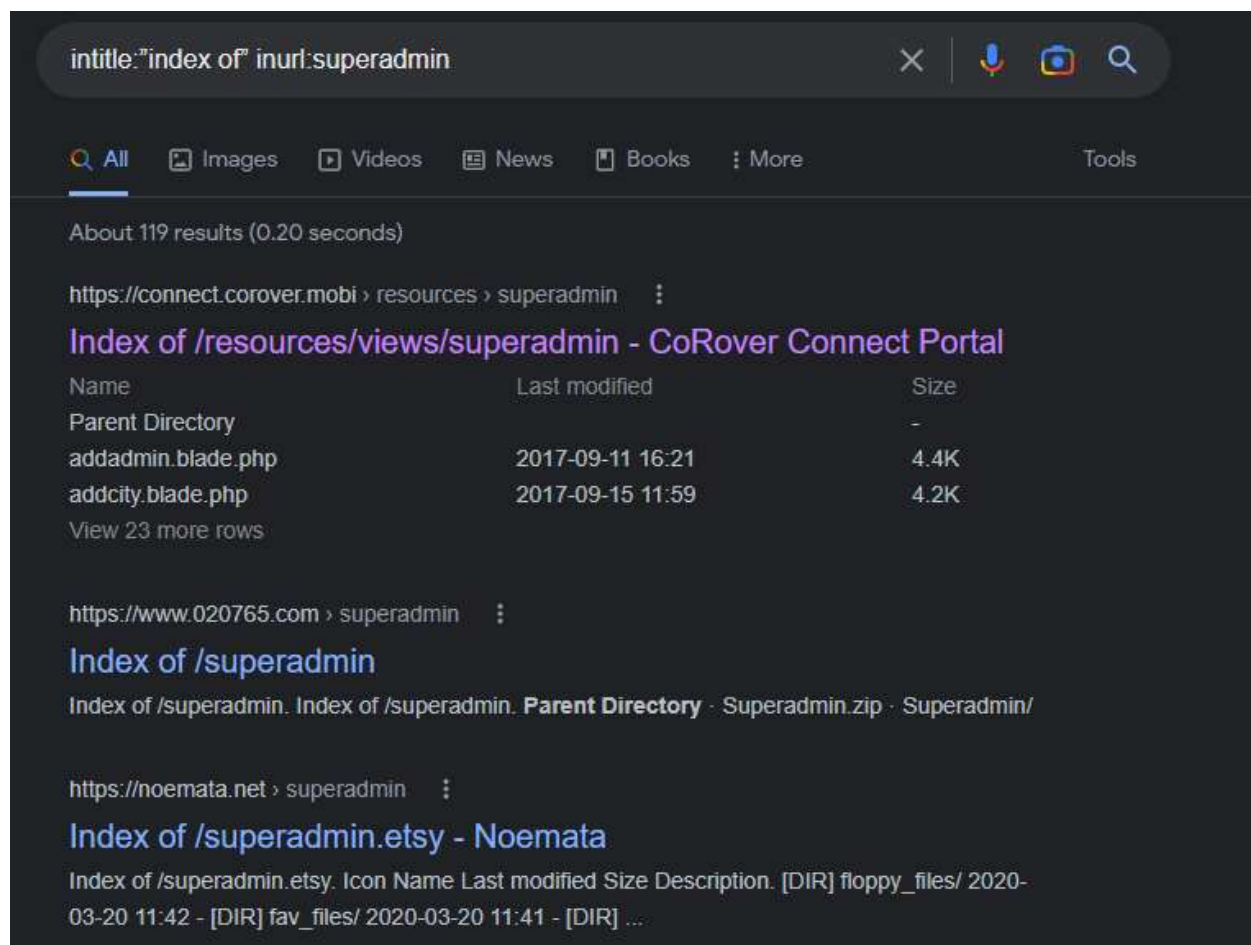 intitle:”index of” inurl:superadmin
All Images Videos News Books More Tools
About 119 results (0.20 seconds)
https://connect.corover.mobi › resources › superadmin
Index of /resources/views/superadmin - CoRover Connect Portal
Name Last modified Size
Parent Directory -
addadmin.blade.php 2017-09-11 16:21 4.4K
addcity.blade.php 2017-09-15 11:59 4.2K
View 23 more rows
https://www.020765.com › superadmin
Index of /superadmin
Index of /superadmin. Index of /superadmin. Parent Directory · Superadmin.zip · Superadmin/
https://noemata.net › superadmin
Index of /superadmin.etsy - Noemata
Index of /superadmin.etsy. Icon Name Last modified Size Description. [DIR] floppy_files/ 2020-
03-20 11:42 - [DIR] fav_files/ 2020-03-20 11:41 - [DIR] ...